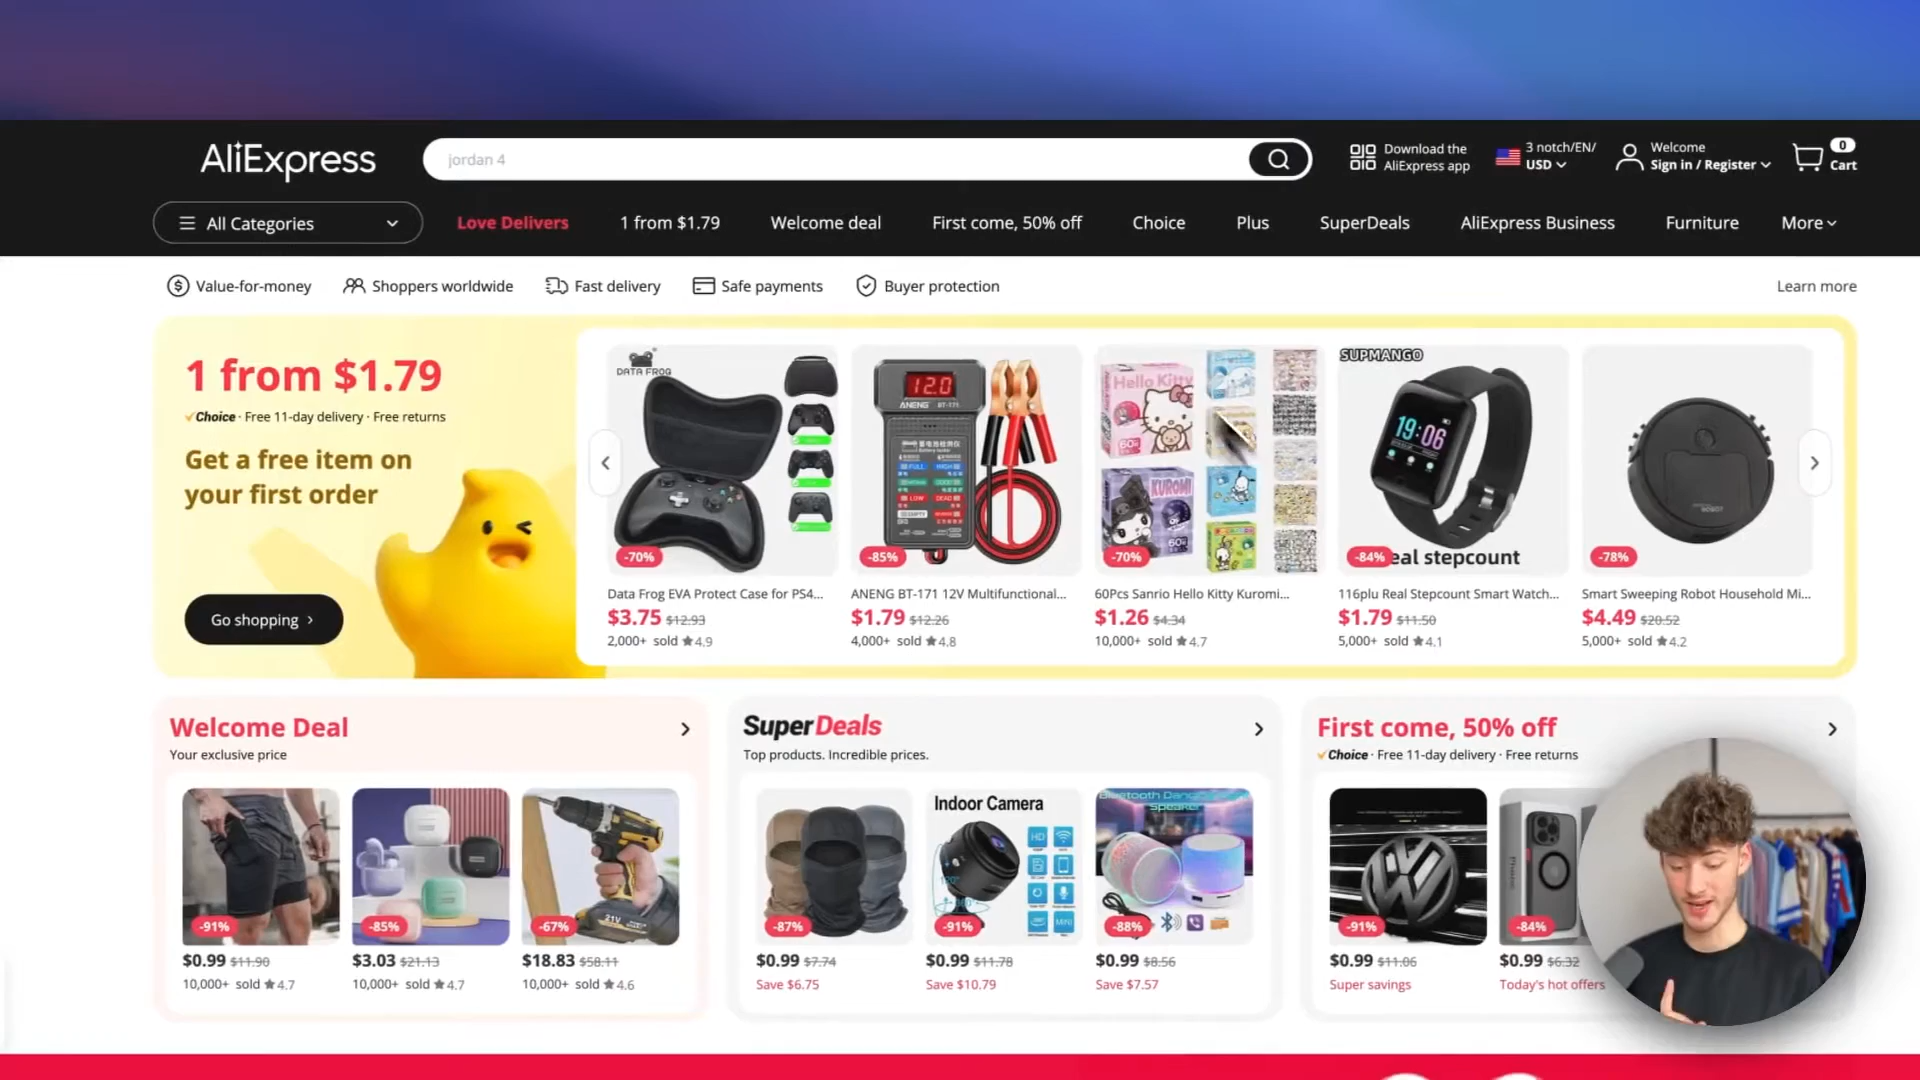 AliExpress
jordan 4
Download the
AliExpress app
3 notch/EN/
USD
Welcome
Sign in / Register
0
Cart
All Categories
Love Delivers
1 from $1.79
Welcome deal
First come, 50% off
Choice
Plus
SuperDeals
AliExpress Business
Furniture
More
Value-for-money
Shoppers worldwide
Fast delivery
Safe payments
Buyer protection
Learn more
1 from $1.79
Choice · Free 11-day delivery · Free returns
Get a free item on
your first order
Go shopping
DATA FROG
-70%
Data Frog EVA Protect Case for PS4...
$3.75 $12.93
2,000+ sold ★4.9
12.0
ANENG BT-171
FULL HIGH
LOW DEAD
-85%
ANENG BT-171 12V Multifunctional...
$1.79 $12.26
4,000+ sold ★4.8
Hello Kitty
KUROMI
-70%
60Pcs Sanrio Hello Kitty Kuromi...
$1.26 $4.34
10,000+ sold ★4.7
SUPMANGO
19:06
-84% eal stepcount
116plu Real Stepcount Smart Watch...
$1.79 $11.50
5,000+ sold ★4.1
-78%
Smart Sweeping Robot Household Mi...
$4.49 $20.52
5,000+ sold ★4.2
Welcome Deal
Your exclusive price
-91%
$0.99 $11.90
10,000+ sold ★4.7
-85%
$3.03 $21.13
10,000+ sold ★4.7
21V
-67%
$18.83 $58.11
10,000+ sold ★4.6
SuperDeals
Top products. Incredible prices.
-87%
$0.99 $7.74
Save $6.75
Indoor Camera
HD
MINI
-91%
$0.99 $11.78
Save $10.79
Speaker
-88%
$0.99 $8.56
Save $7.57
First come, 50% off
Choice · Free 11-day delivery · Free returns
-91%
$0.99 $11.06
Super savings
-84%
$0.99 $6.32
Today's hot offers